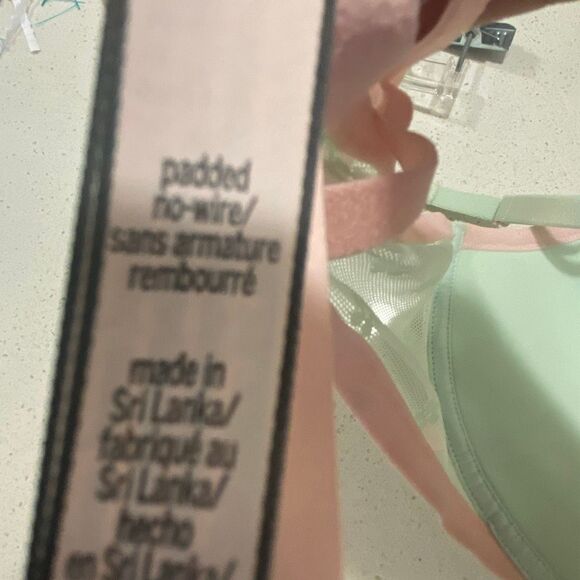 padded
no-wire/
sans armature
rembourré
made in
Sri Lanka/
fabriqué au
Sri Lanka/
hecho
en Sri Lanka/